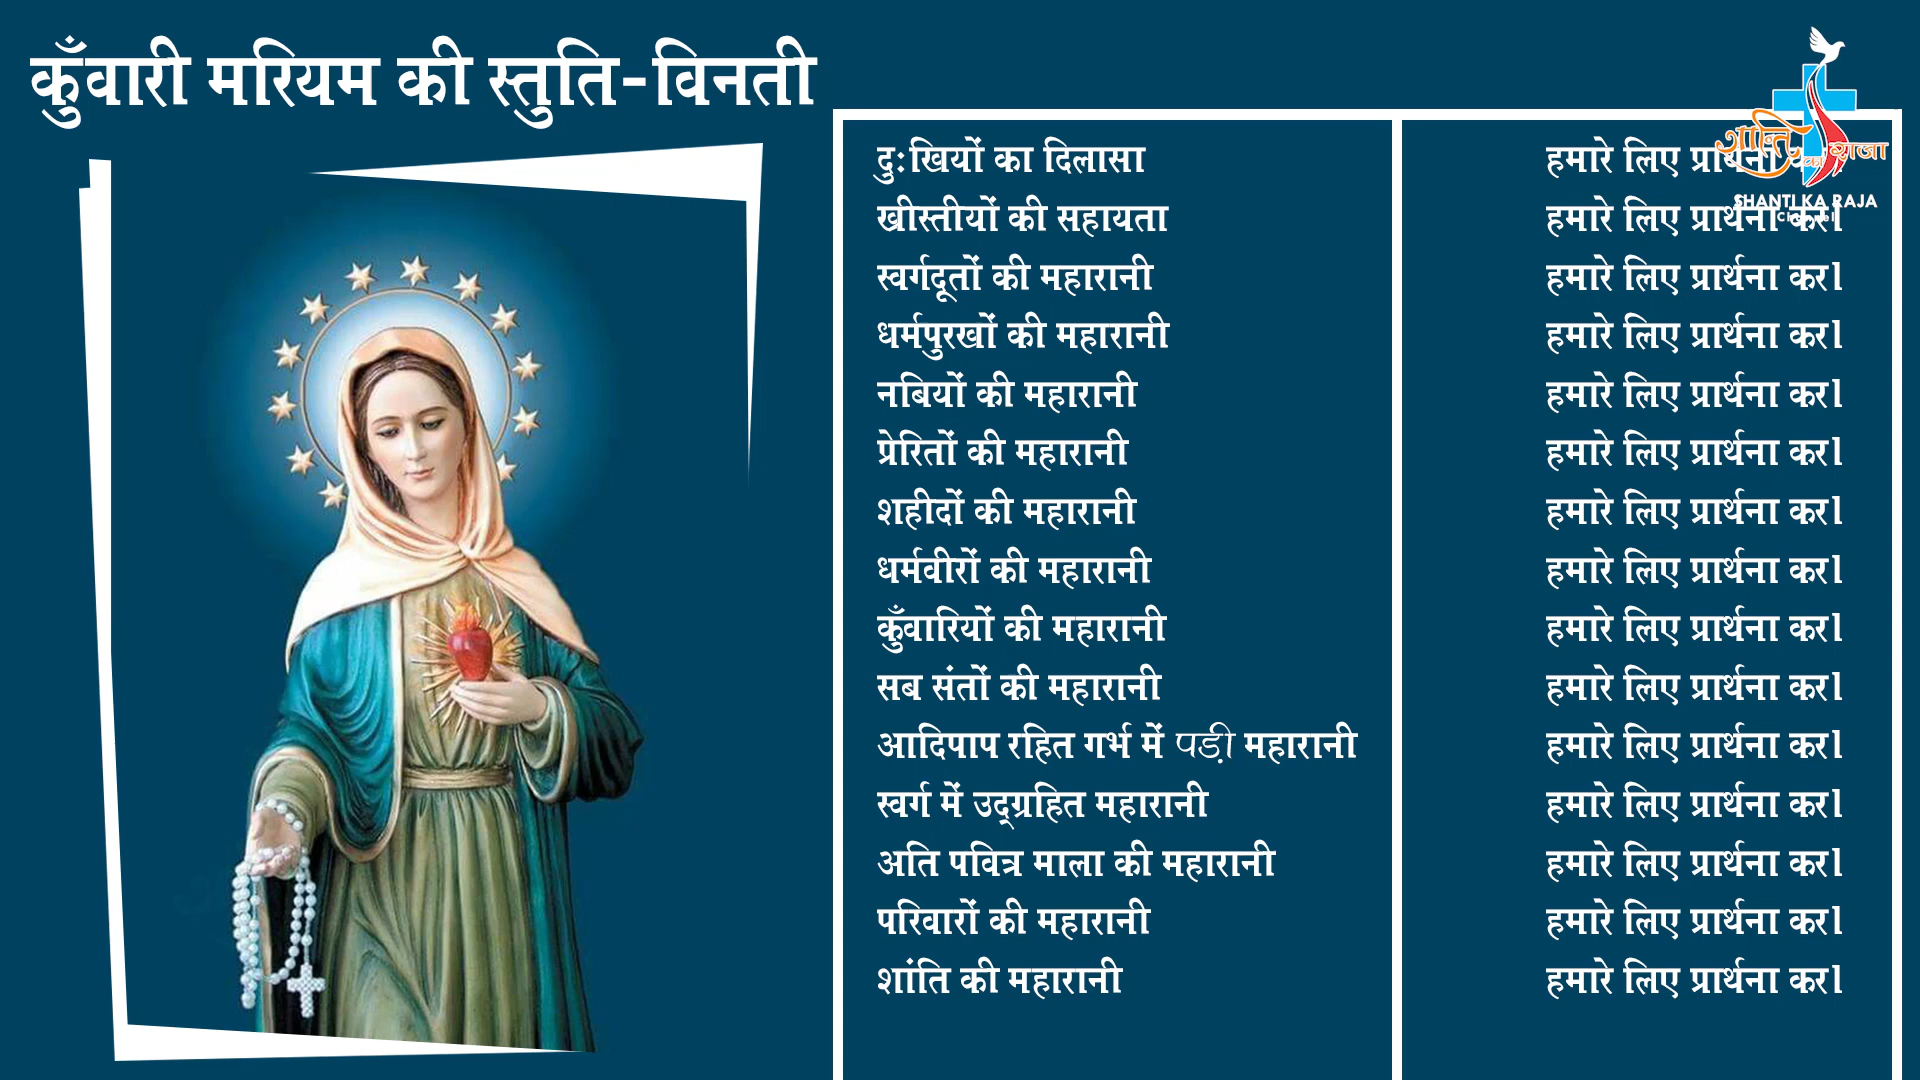 कुँवारी मरियम की स्तुति-विनती
दुःखियों का दिलासा हमारे लिए प्रार्थना कर।
खीस्तीयों की सहायता हमारे लिए प्रार्थना कर।
स्वर्गदूतों की महारानी हमारे लिए प्रार्थना कर।
धर्मपुरखों की महारानी हमारे लिए प्रार्थना कर।
नबियों की महारानी हमारे लिए प्रार्थना कर।
प्रेरितों की महारानी हमारे लिए प्रार्थना कर।
शहीदों की महारानी हमारे लिए प्रार्थना कर।
धर्मवीरों की महारानी हमारे लिए प्रार्थना कर।
कुँवारियों की महारानी हमारे लिए प्रार्थना कर।
सब संतों की महारानी हमारे लिए प्रार्थना कर।
आदिपाप रहित गर्भ में पड़ी महारानी हमारे लिए प्रार्थना कर।
स्वर्ग में उद्ग्रहित महारानी हमारे लिए प्रार्थना कर।
अति पवित्र माला की महारानी हमारे लिए प्रार्थना कर।
परिवारों की महारानी हमारे लिए प्रार्थना कर।
शांति की महारानी हमारे लिए प्रार्थना कर।
शान्ति का राजा
SHANTI KA RAJA
Channel